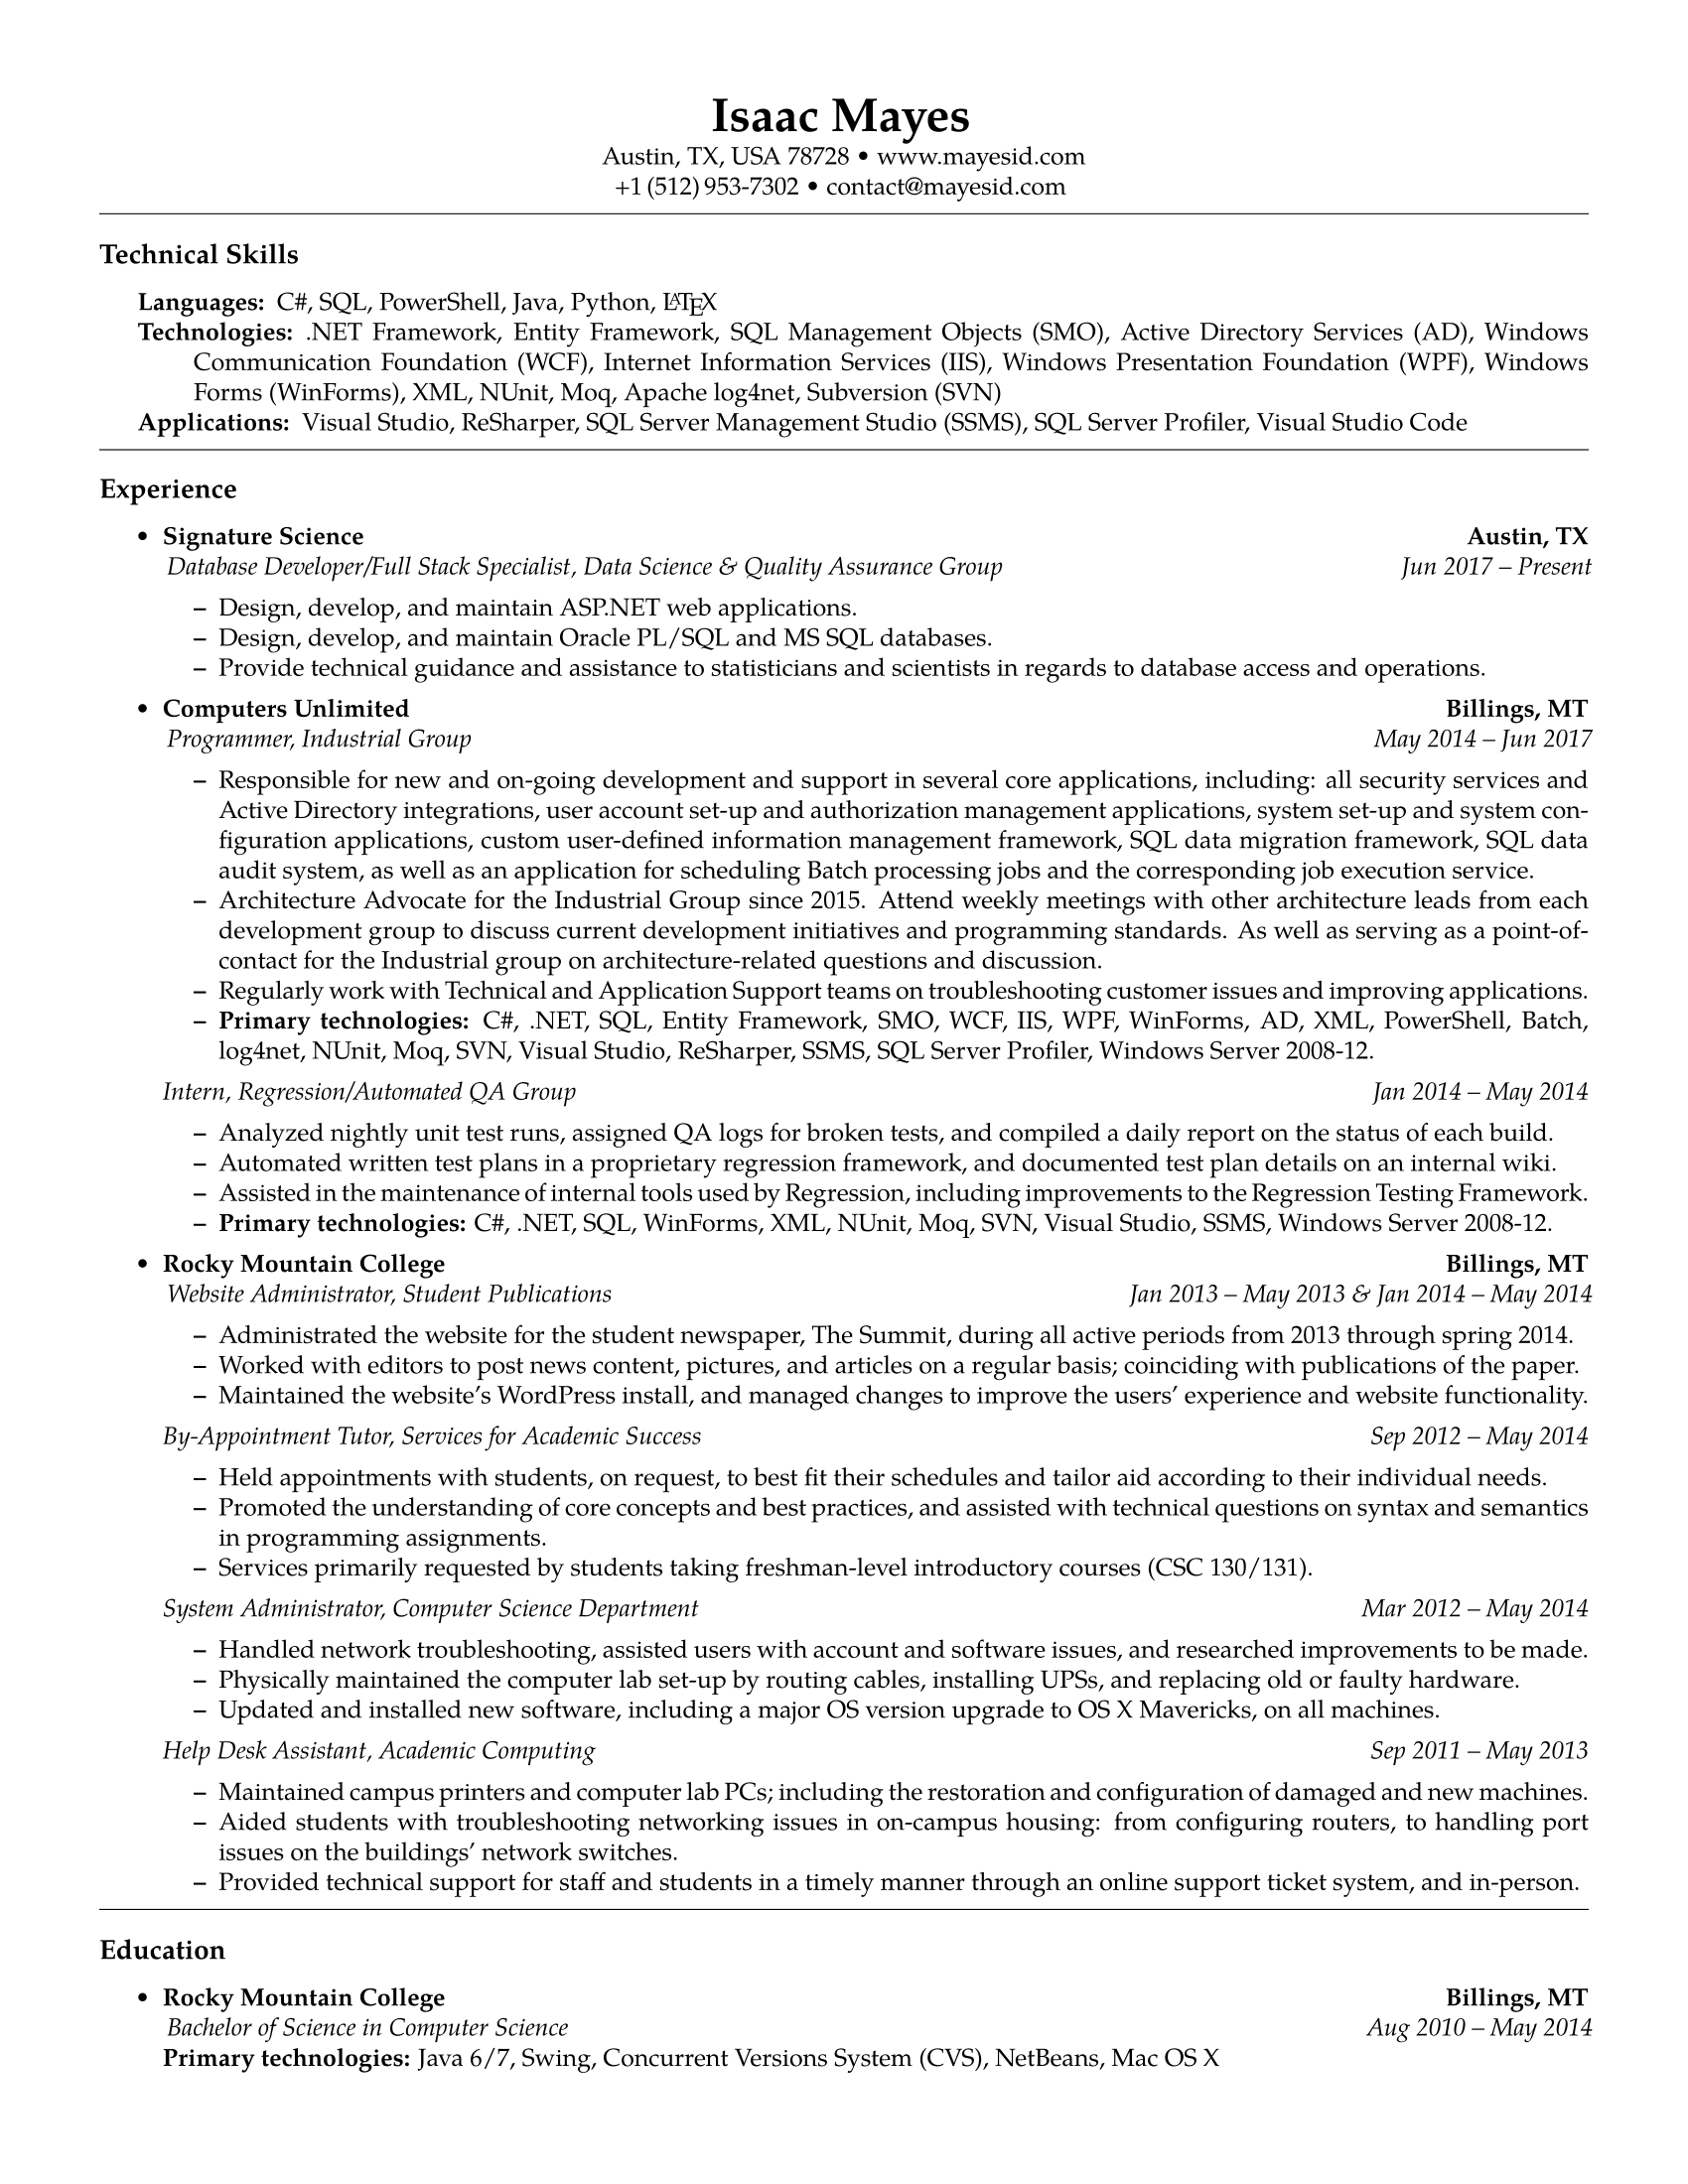 Isaac Mayes
Austin, TX, USA 78728 • www.mayesid.com
+1 (512) 953-7302 • contact@mayesid.com
Technical Skills
Languages: C#, SQL, PowerShell, Java, Python, LATEX
Technologies: .NET Framework, Entity Framework, SQL Management Objects (SMO), Active Directory Services (AD), Windows
Communication Foundation (WCF), Internet Information Services (IIS), Windows Presentation Foundation (WPF), Windows
Forms (WinForms), XML, NUnit, Moq, Apache log4net, Subversion (SVN)
Applications: Visual Studio, ReSharper, SQL Server Management Studio (SSMS), SQL Server Profiler, Visual Studio Code
Experience
• Signature Science Austin, TX
Database Developer/Full Stack Specialist, Data Science & Quality Assurance Group Jun 2017 – Present
– Design, develop, and maintain ASP.NET web applications.
– Design, develop, and maintain Oracle PL/SQL and MS SQL databases.
– Provide technical guidance and assistance to statisticians and scientists in regards to database access and operations.
• Computers Unlimited Billings, MT
Programmer, Industrial Group May 2014 – Jun 2017
– Responsible for new and on-going development and support in several core applications, including: all security services and
Active Directory integrations, user account set-up and authorization management applications, system set-up and system con-
figuration applications, custom user-defined information management framework, SQL data migration framework, SQL data
audit system, as well as an application for scheduling Batch processing jobs and the corresponding job execution service.
– Architecture Advocate for the Industrial Group since 2015. Attend weekly meetings with other architecture leads from each
development group to discuss current development initiatives and programming standards. As well as serving as a point-of-
contact for the Industrial group on architecture-related questions and discussion.
– Regularly work with Technical and Application Support teams on troubleshooting customer issues and improving applications.
– Primary technologies: C#, .NET, SQL, Entity Framework, SMO, WCF, IIS, WPF, WinForms, AD, XML, PowerShell, Batch,
log4net, NUnit, Moq, SVN, Visual Studio, ReSharper, SSMS, SQL Server Profiler, Windows Server 2008-12.
Intern, Regression/Automated QA Group Jan 2014 – May 2014
– Analyzed nightly unit test runs, assigned QA logs for broken tests, and compiled a daily report on the status of each build.
– Automated written test plans in a proprietary regression framework, and documented test plan details on an internal wiki.
– Assisted in the maintenance of internal tools used by Regression, including improvements to the Regression Testing Framework.
– Primary technologies: C#, .NET, SQL, WinForms, XML, NUnit, Moq, SVN, Visual Studio, SSMS, Windows Server 2008-12.
• Rocky Mountain College Billings, MT
Website Administrator, Student Publications Jan 2013 – May 2013 & Jan 2014 – May 2014
– Administrated the website for the student newspaper, The Summit, during all active periods from 2013 through spring 2014.
– Worked with editors to post news content, pictures, and articles on a regular basis; coinciding with publications of the paper.
– Maintained the website’s WordPress install, and managed changes to improve the users’ experience and website functionality.
By-Appointment Tutor, Services for Academic Success Sep 2012 – May 2014
– Held appointments with students, on request, to best fit their schedules and tailor aid according to their individual needs.
– Promoted the understanding of core concepts and best practices, and assisted with technical questions on syntax and semantics
in programming assignments.
– Services primarily requested by students taking freshman-level introductory courses (CSC 130/131).
System Administrator, Computer Science Department Mar 2012 – May 2014
– Handled network troubleshooting, assisted users with account and software issues, and researched improvements to be made.
– Physically maintained the computer lab set-up by routing cables, installing UPSs, and replacing old or faulty hardware.
– Updated and installed new software, including a major OS version upgrade to OS X Mavericks, on all machines.
Help Desk Assistant, Academic Computing Sep 2011 – May 2013
– Maintained campus printers and computer lab PCs; including the restoration and configuration of damaged and new machines.
– Aided students with troubleshooting networking issues in on-campus housing: from configuring routers, to handling port
issues on the buildings’ network switches.
– Provided technical support for staff and students in a timely manner through an online support ticket system, and in-person.
Education
• Rocky Mountain College Billings, MT
Bachelor of Science in Computer Science Aug 2010 – May 2014
Primary technologies: Java 6/7, Swing, Concurrent Versions System (CVS), NetBeans, Mac OS X